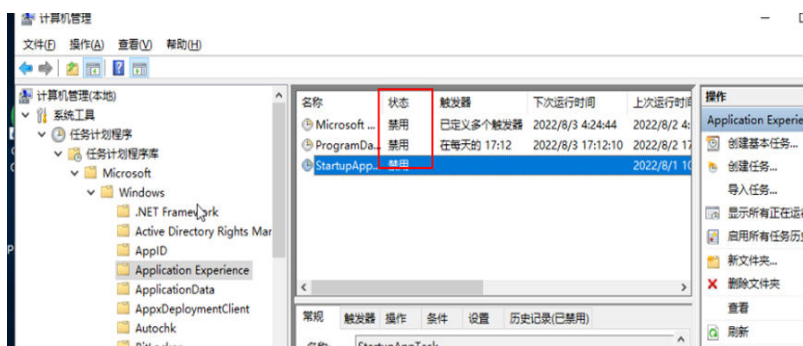 计算机管理
文件(F) 操作(A) 查看(V) 帮助(H)
计算机管理(本地)
系统工具
任务计划程序
任务计划程序库
Microsoft
Windows
.NET Framework
Active Directory Rights Mar
AppID
Application Experience
ApplicationData
AppxDeploymentClient
Autochk
名称 状态 触发器 下次运行时间 上次运行时间
Microsoft ... 禁用 已定义多个触发器 2022/8/3 4:24:44 2022/8/2 4:
ProgramDa... 禁用 在每天的 17:12 2022/8/3 17:12:10 2022/8/2 17
StartupApp... 禁用 2022/8/1 10
常规 触发器 操作 条件 设置 历史记录(已禁用)
操作
Application Experie
创建基本任务...
创建任务...
导入任务...
显示所有正在运
启用所有任务历史
新文件夹...
删除文件夹
查看
刷新